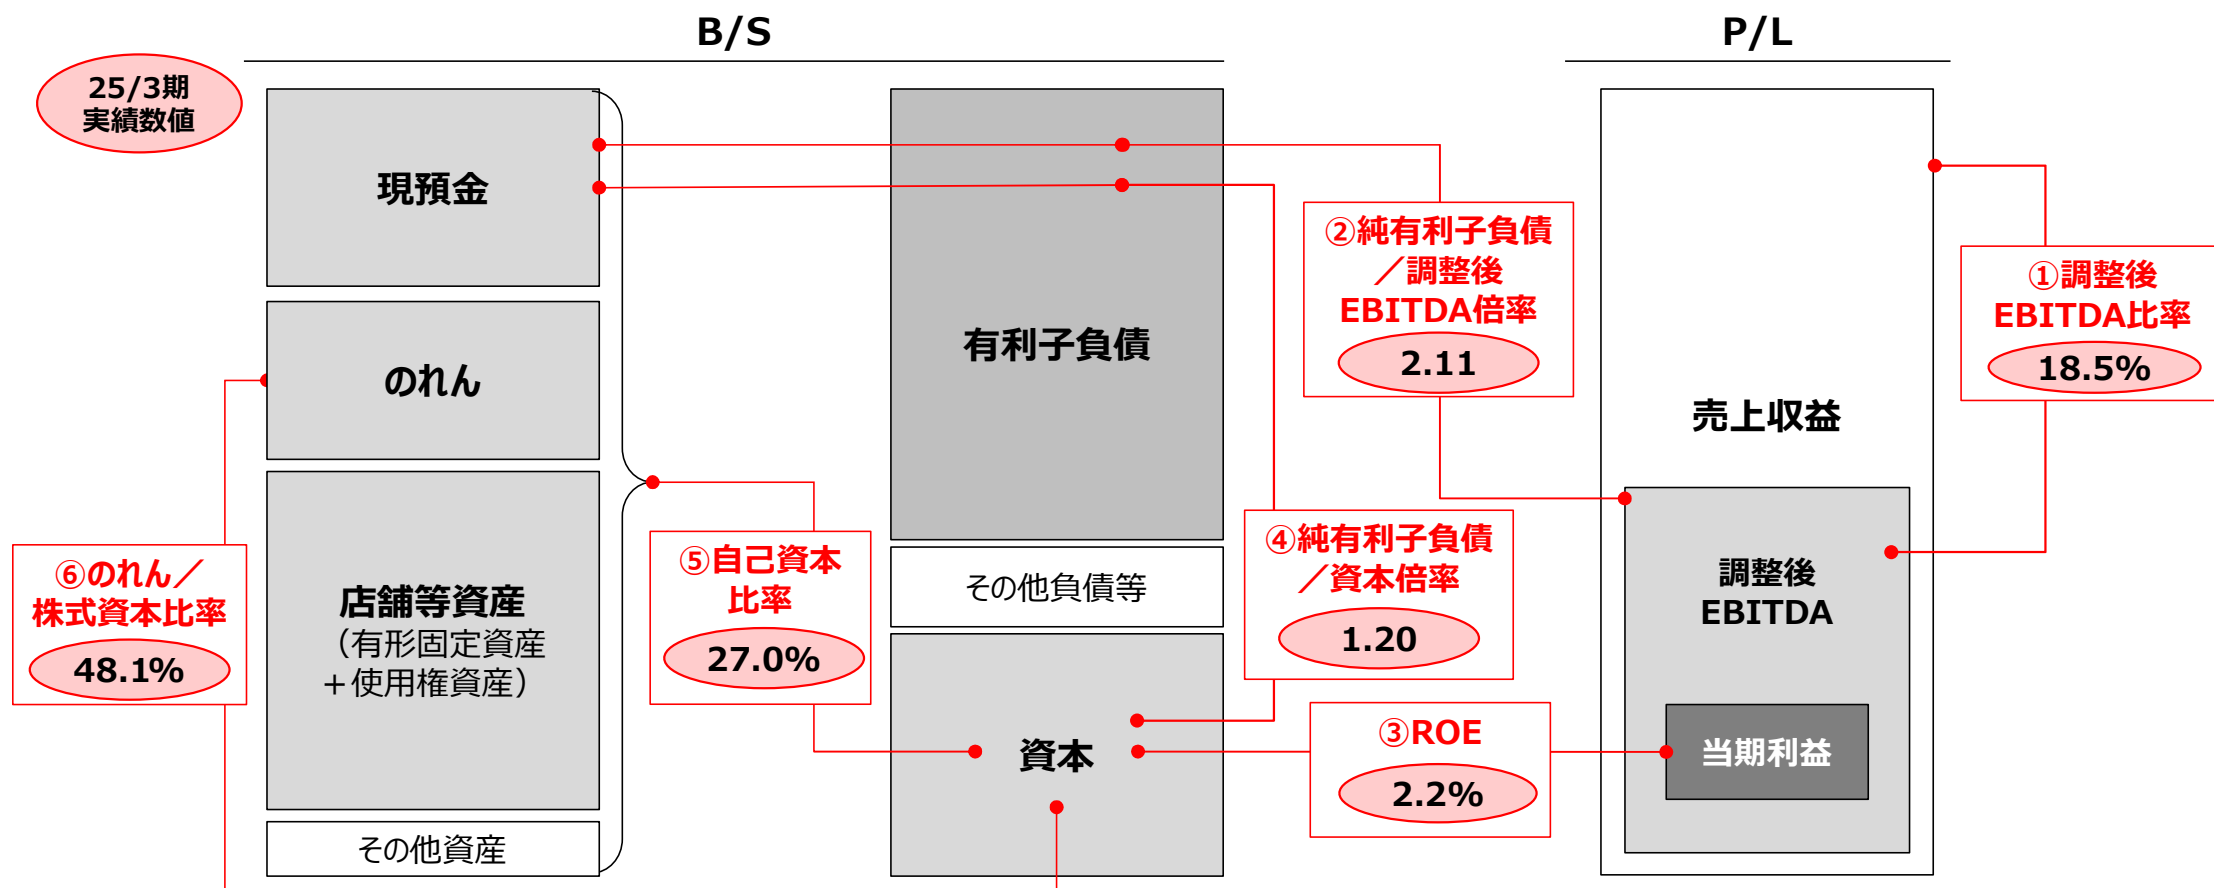 B/S
P/L
25/3期
実績数値
現預金
のれん
店舗等資産
（有形固定資産
＋使用権資産）
その他資産
⑥のれん／
株式資本比率
48.1%
⑤自己資本
比率
27.0%
有利子負債
その他負債等
資本
②純有利子負債
／調整後
EBITDA倍率
2.11
④純有利子負債
／資本倍率
1.20
③ROE
2.2%
売上収益
調整後
EBITDA
当期利益
①調整後
EBITDA比率
18.5%